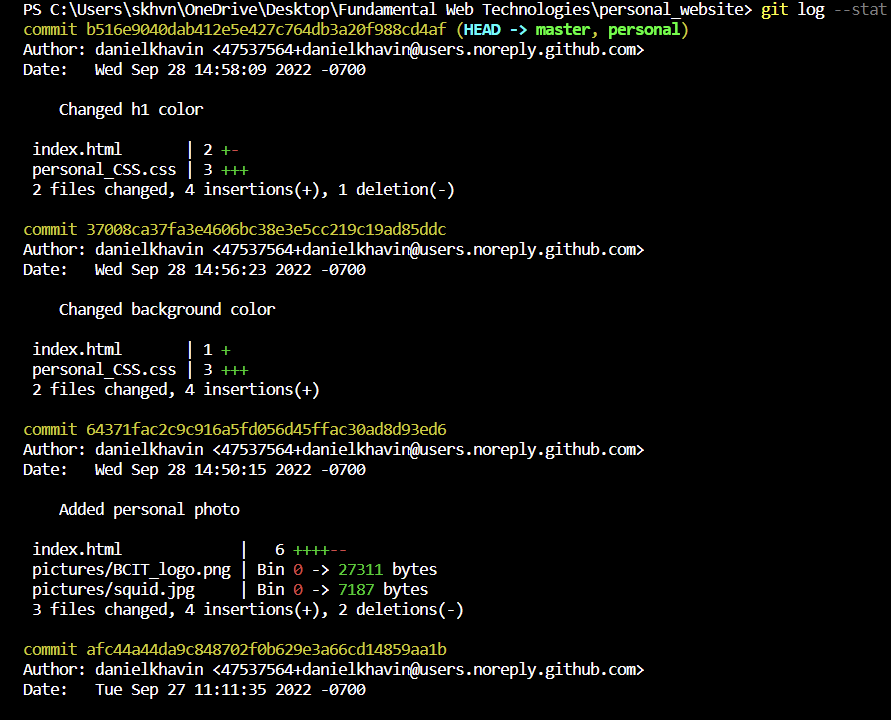 PS C:\Users\skhvn\OneDrive\Desktop\Fundamental Web Technologies\personal_website> git log --stat
commit b516e9040dab412e5e427c764db3a20f988cd4af (HEAD -> master, personal)
Author: danielkhavin <47537564+danielkhavin@users.noreply.github.com>
Date:   Wed Sep 28 14:58:09 2022 -0700

    Changed h1 color

 index.html       | 2 +-
 personal_CSS.css | 3 +++
 2 files changed, 4 insertions(+), 1 deletion(-)

commit 37008ca37fa3e4606bc38e3e5cc219c19ad85ddc
Author: danielkhavin <47537564+danielkhavin@users.noreply.github.com>
Date:   Wed Sep 28 14:56:23 2022 -0700

    Changed background color

 index.html       | 1 +
 personal_CSS.css | 3 +++
 2 files changed, 4 insertions(+)

commit 64371fac2c9c916a5fd056d45ffac30ad8d93ed6
Author: danielkhavin <47537564+danielkhavin@users.noreply.github.com>
Date:   Wed Sep 28 14:50:15 2022 -0700

    Added personal photo

 index.html             |   6 ++++--
 pictures/BCIT_logo.png | Bin 0 -> 27311 bytes
 pictures/squid.jpg     | Bin 0 -> 7187 bytes
 3 files changed, 4 insertions(+), 2 deletions(-)

commit afc44a44da9c848702f0b629e3a66cd14859aa1b
Author: danielkhavin <47537564+danielkhavin@users.noreply.github.com>
Date:   Tue Sep 27 11:11:35 2022 -0700